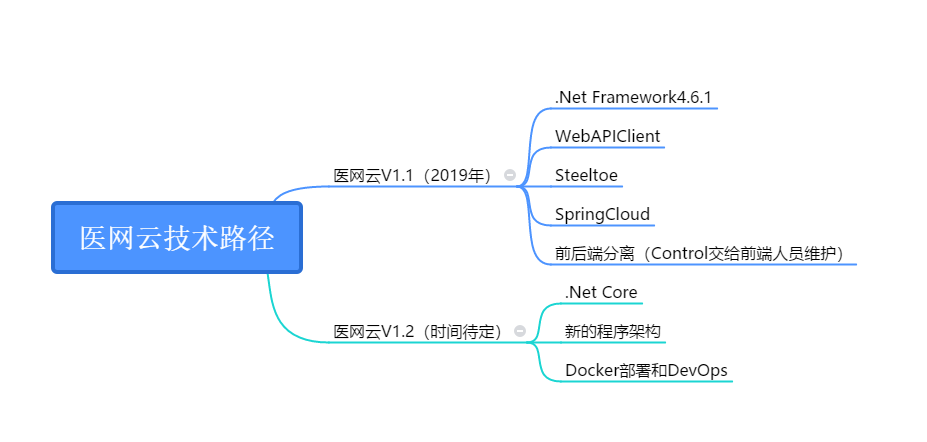 医网云技术路径
医网云V1.1（2019年）
.Net Framework4.6.1
WebAPIClient
Steeltoe
SpringCloud
前后端分离（Control交给前端人员维护）
医网云V1.2（时间待定）
.Net Core
新的程序架构
Docker部署和DevOps